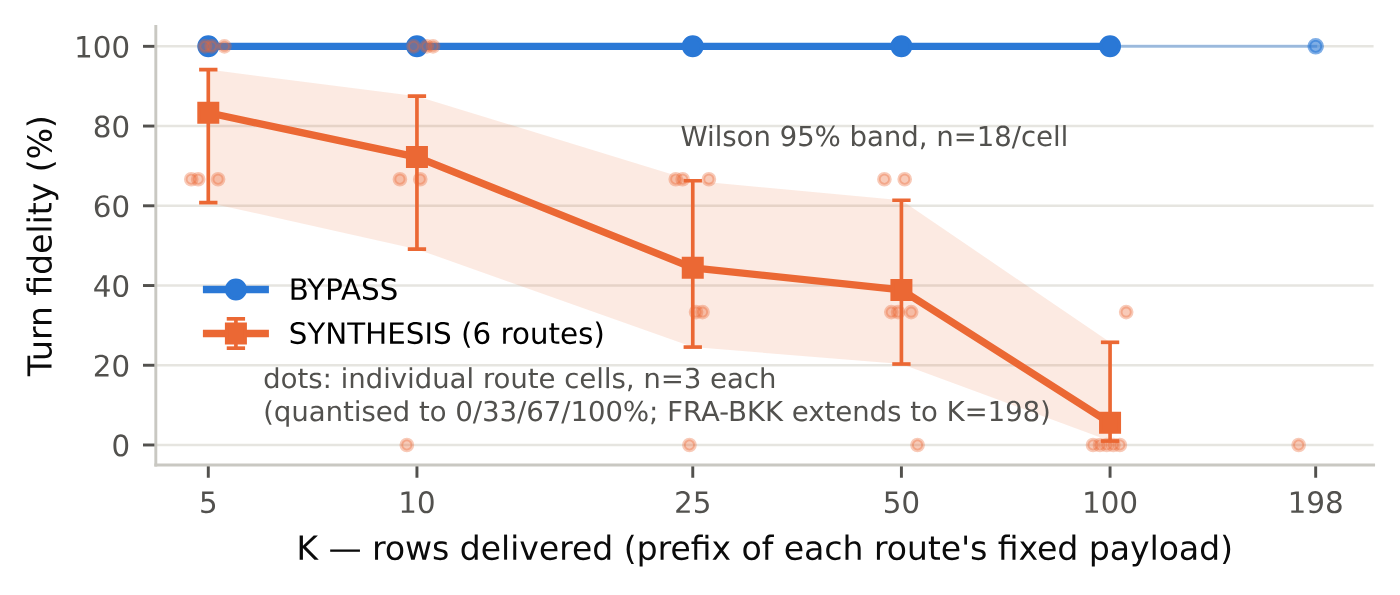 100
80
60
40
20
0
Turn fidelity (%)
Wilson 95% band, n=18/cell
BYPASS
SYNTHESIS (6 routes)
dots: individual route cells, n=3 each
(quantised to 0/33/67/100%; FRA-BKK extends to K=198)
5 10 25 50 100 198
K — rows delivered (prefix of each route's fixed payload)